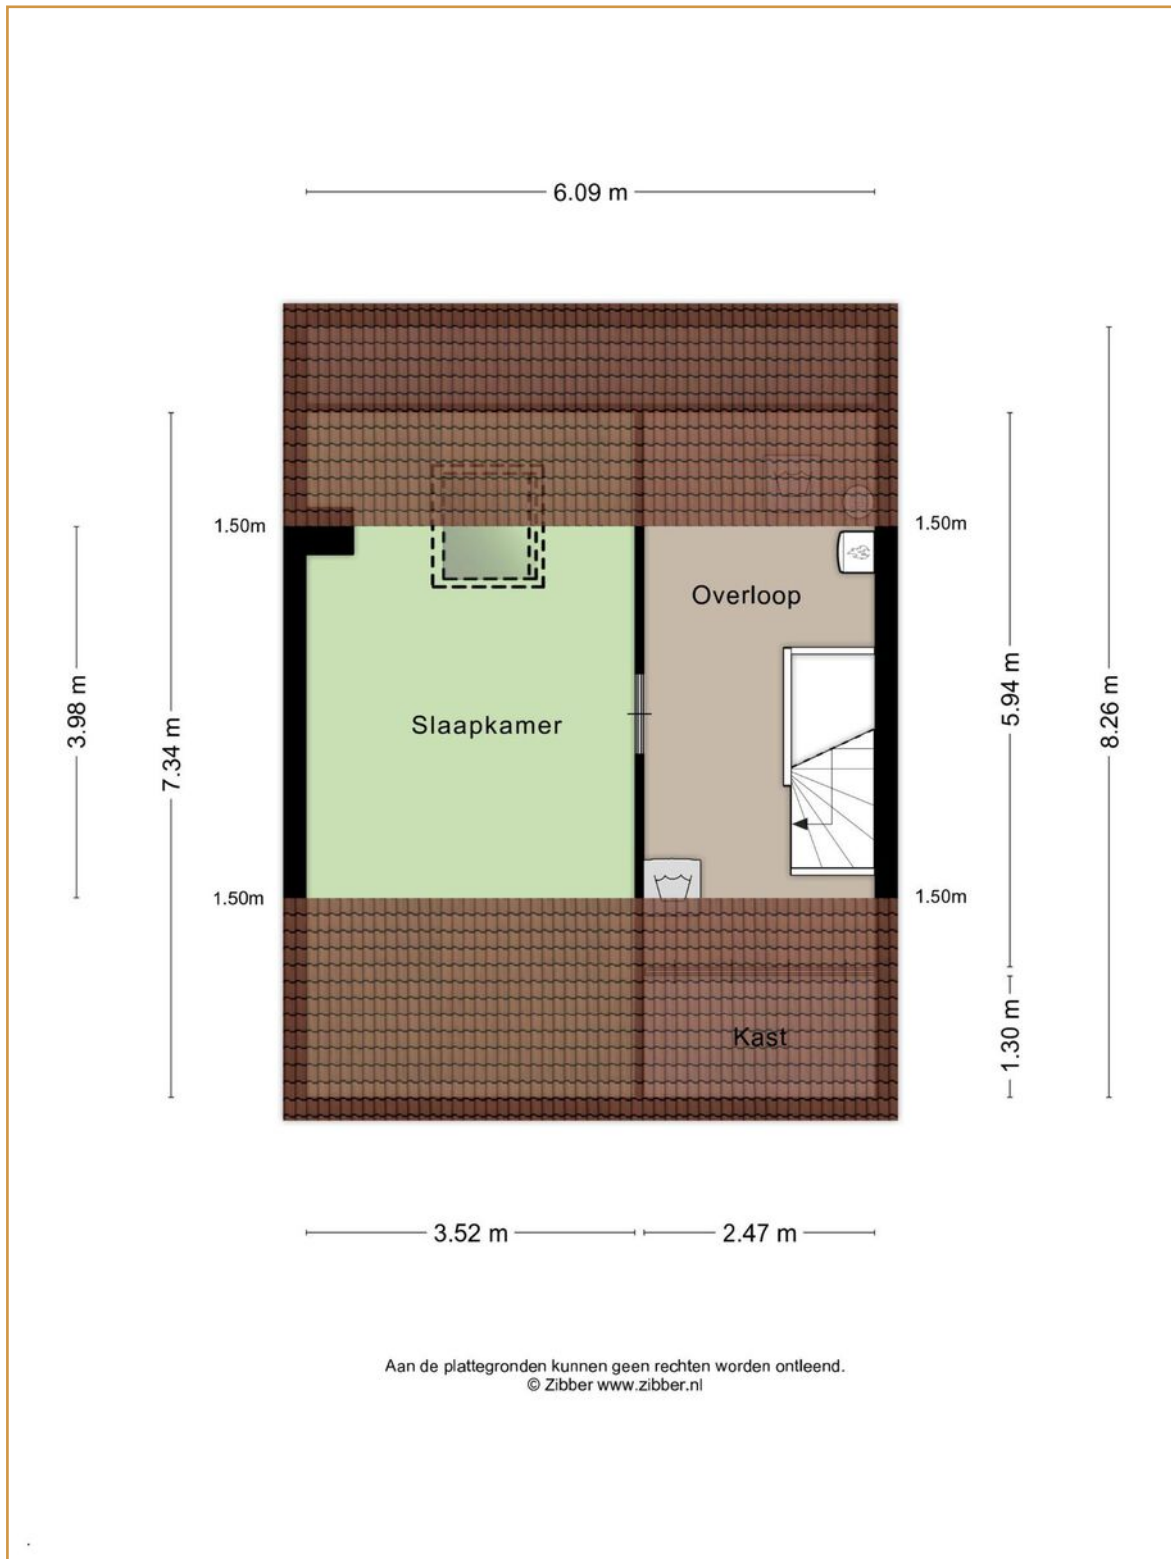 6.09 m
1.50m
1.50m
Overloop
3.98 m
7.34 m
Slaapkamer
5.94 m
8.26 m
1.50m
1.50m
Kast
1.30 m
3.52 m
2.47 m
Aan de plattegronden kunnen geen rechten worden ontleend.
© Zibber www.zibber.nl